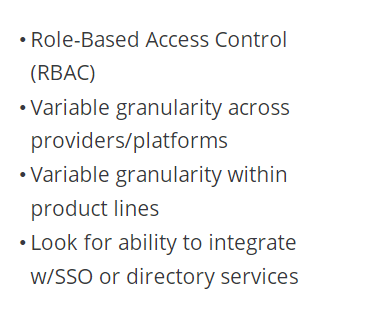 • Role-Based Access Control
(RBAC)
• Variable granularity across
providers/platforms
• Variable granularity within
product lines
• Look for ability to integrate
w/SSO or directory services